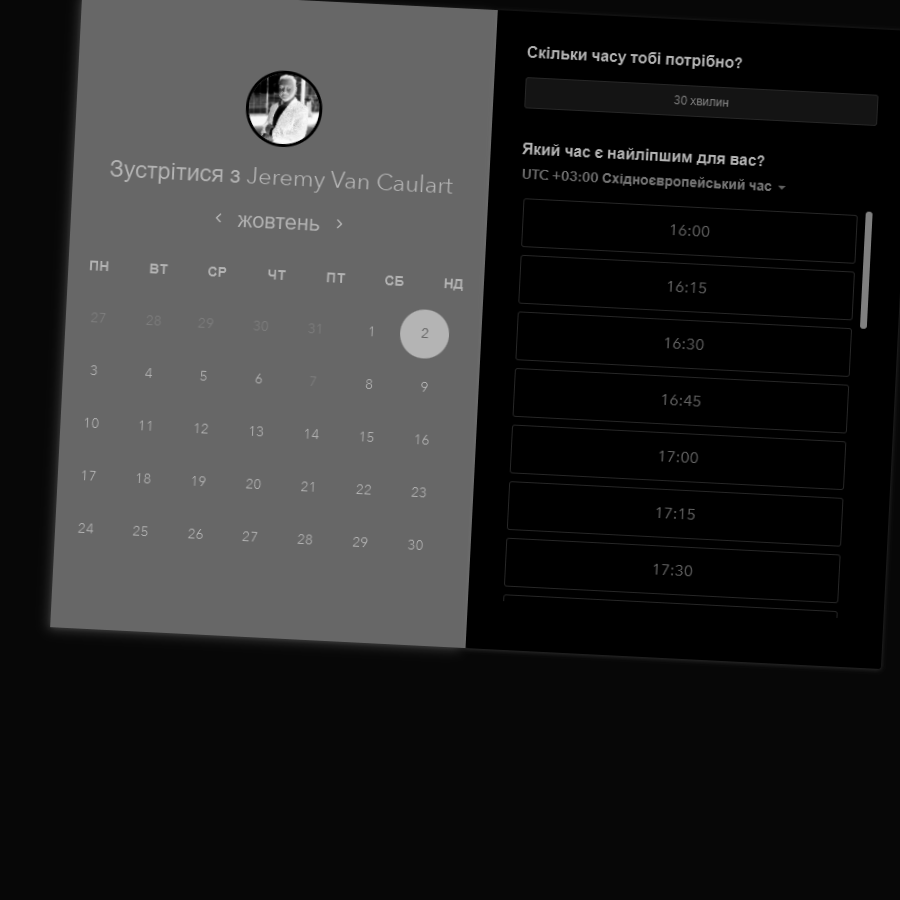 Зустрітися з Jeremy Van Caulart
жовтень
ПН ВТ СР ЧТ ПТ СБ НД
27 28 29 30 31 1 2
3 4 5 6 7 8 9
10 11 12 13 14 15 16
17 18 19 20 21 22 23
24 25 26 27 28 29 30
Скільки часу тобі потрібно?
30 хвилин
Який час є найліпшим для вас?
UTC +03:00 Східноєвропейський час
16:00
16:15
16:30
16:45
17:00
17:15
17:30